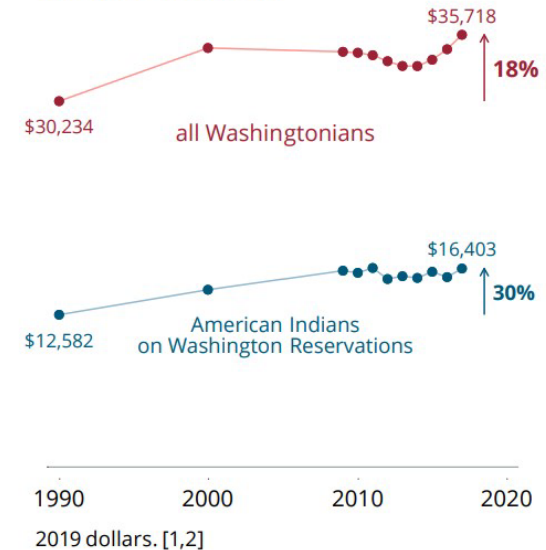 $35,718
18%
$30,234
all Washingtonians
$16,403
30%
American Indians
$12,582
on Washington Reservations
1990 2000 2010 2020
2019 dollars. [1,2]